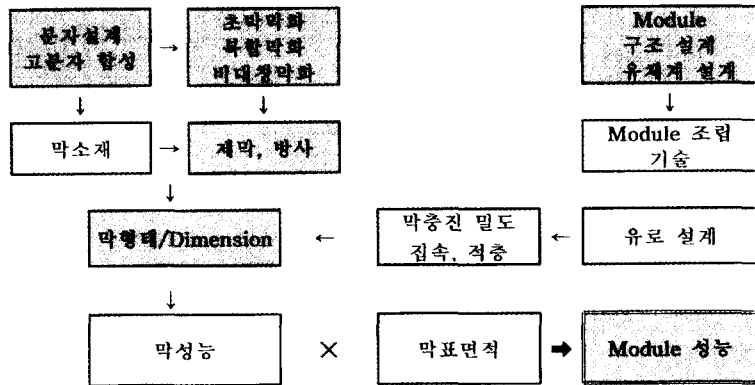 분자설계
고분자 합성
→
초박막화
복합막화
비대칭막화
Module
구조 설계
유체계 설계
↓
↓
↓
막소재
→
제막, 방사
Module 조립
기술
↓
막형태/Dimension
←
막충진 밀도
집속, 적층
←
유로 설계
↓
막성능
×
막표면적
➡
Module 성능